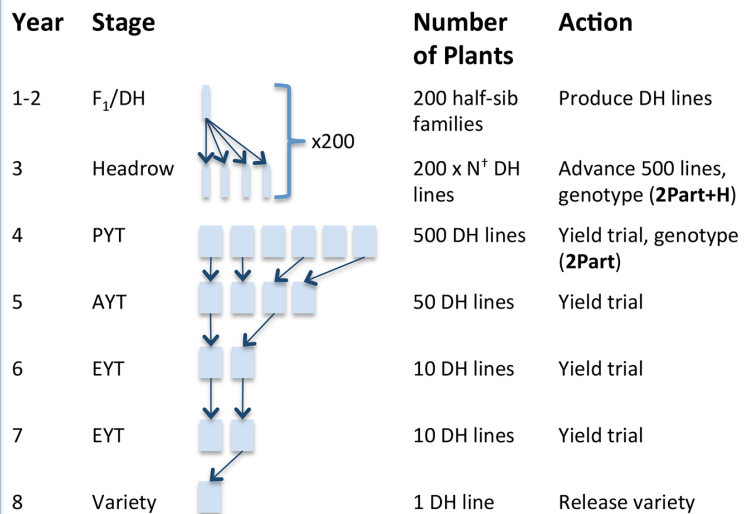 Year Stage Number of Plants Action
1-2 F₁/DH 200 half-sib families Produce DH lines
x200
3 Headrow 200 x N† DH lines Advance 500 lines, genotype (2Part+H)
4 PYT 500 DH lines Yield trial, genotype (2Part)
5 AYT 50 DH lines Yield trial
6 EYT 10 DH lines Yield trial
7 EYT 10 DH lines Yield trial
8 Variety 1 DH line Release variety